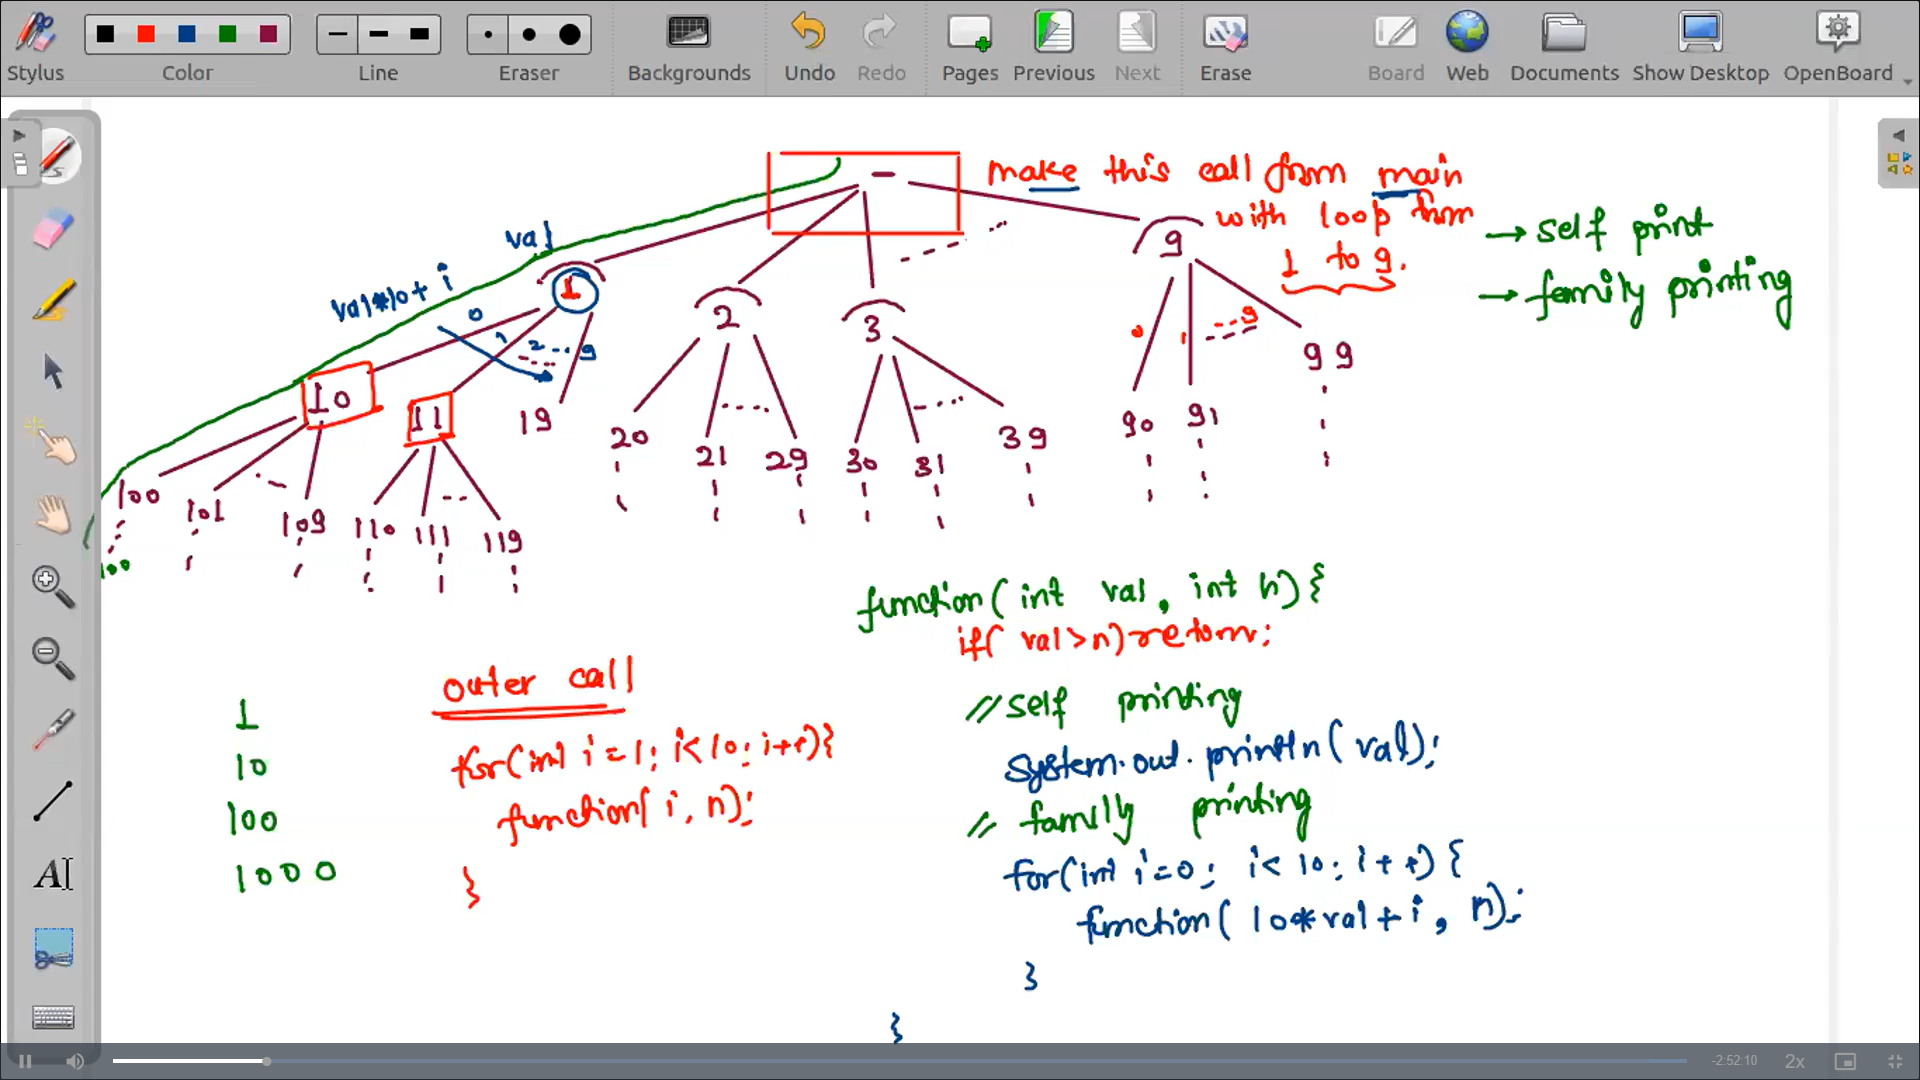 Stylus Color Line Eraser Backgrounds Undo Redo Pages Previous Next Erase Board Web Documents Show Desktop OpenBoard
make this call from main
with loop from
1 to 9.
→ self print
→ family printing
val
val*10+i
1
0 1 2 --- 9
2
3
9
0 1 --- 9
10
11
19
20
21
29
30
31
39
90
91
99
100
101
109
110
111
119
100
function( int val, int n) {
if( val>n) return;
// self printing
system.out.println( val);
// family printing
for(int i=0; i<10; i++) {
function( 10*val+i, n);
}
}
outer call
for(int i=1; i<10; i++){
function( i, n);
}
1
10
100
1000
AI
-2:52:10 2x